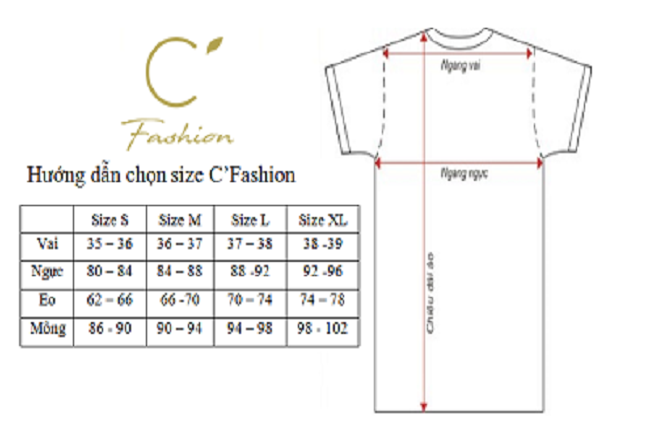 C'
Fashion
Hướng dẫn chọn size C'Fashion
Size S Size M Size L Size XL
Vai 35 – 36 36 – 37 37 – 38 38 -39
Ngực 80 – 84 84 – 88 88 -92 92 -96
Eo 62 – 66 66 -70 70 – 74 74 – 78
Mông 86 - 90 90 – 94 94 – 98 98 - 102
Ngang vai
Ngang ngực
Chiều dài áo